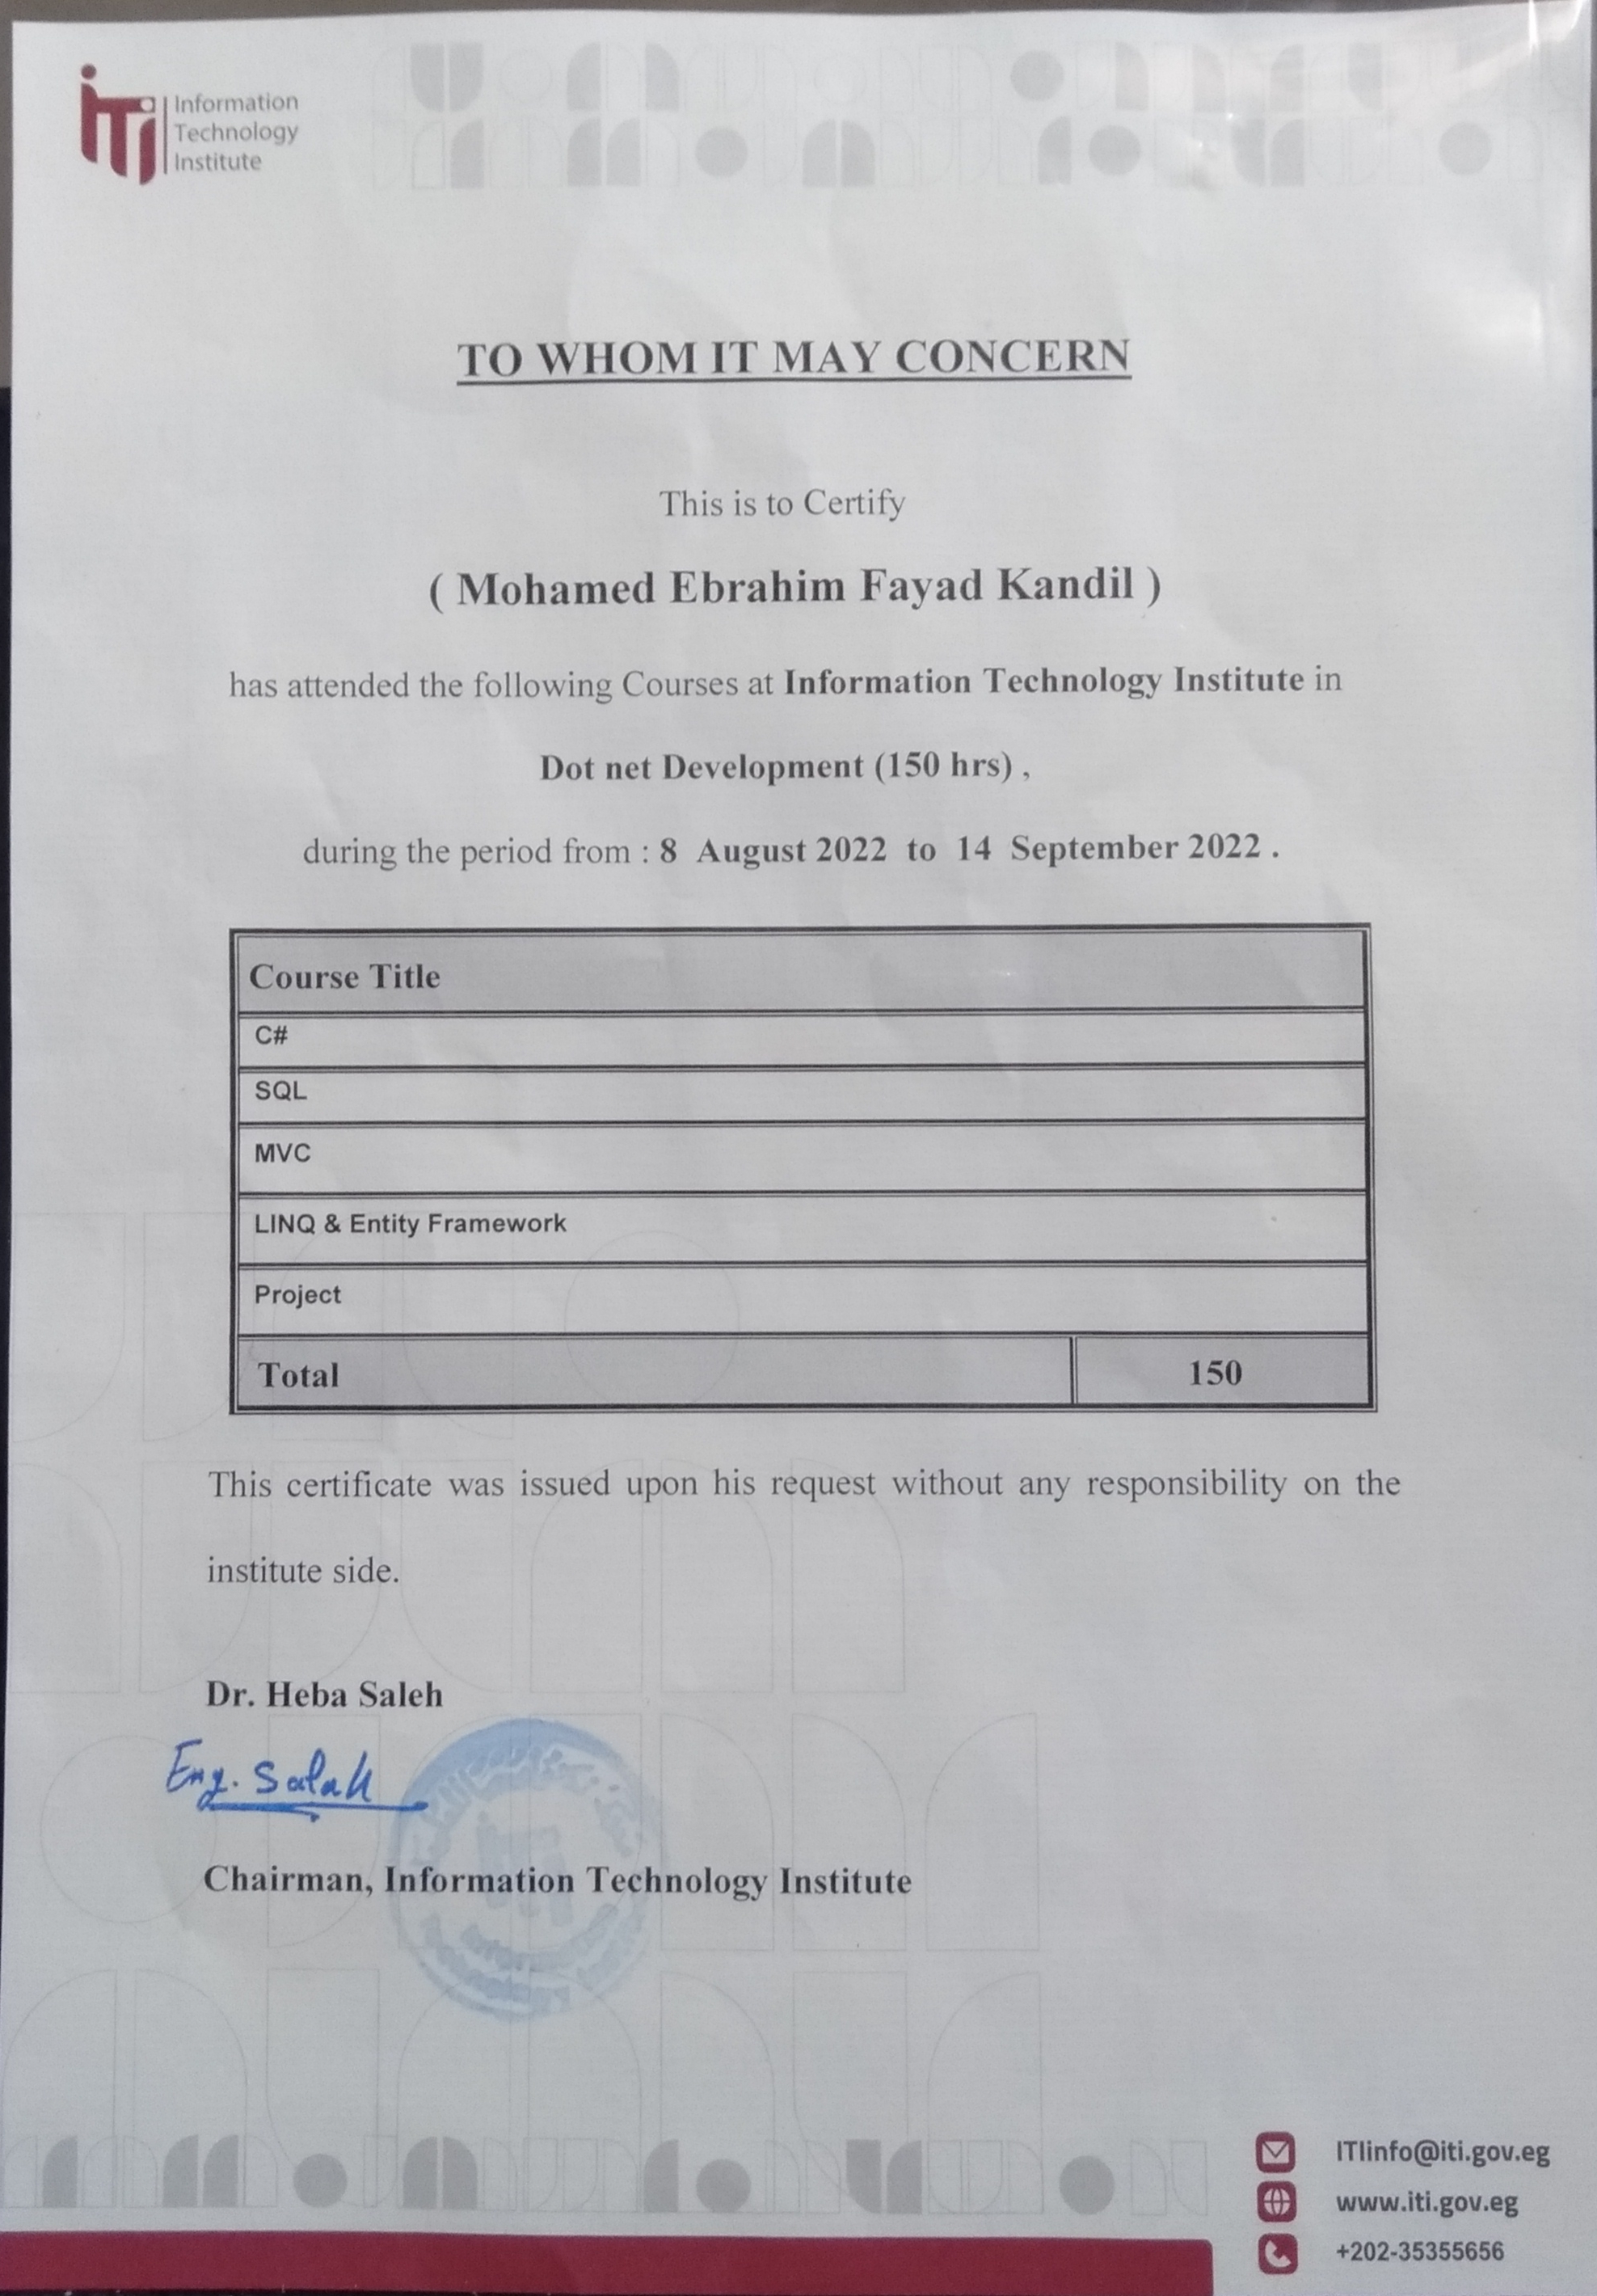 iTi
Information
Technology
Institute
TO WHOM IT MAY CONCERN
This is to Certify
( Mohamed Ebrahim Fayad Kandil )
has attended the following Courses at Information Technology Institute in
Dot net Development (150 hrs) ,
during the period from : 8 August 2022 to 14 September 2022 .
Course Title
C#
SQL
MVC
LINQ & Entity Framework
Project
Total 150
This certificate was issued upon his request without any responsibility on the
institute side.
Dr. Heba Saleh
Eng. Salah
Chairman, Information Technology Institute
ITIinfo@iti.gov.eg
www.iti.gov.eg
+202-35355656